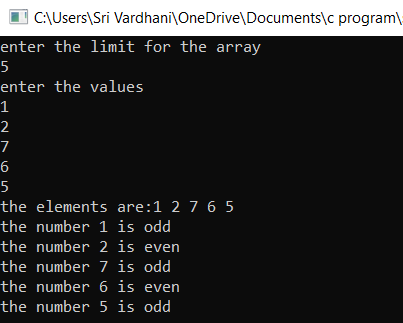 C:\Users\Sri Vardhani\OneDrive\Documents\c program\
enter the limit for the array
5
enter the values
1
2
7
6
5
the elements are:1 2 7 6 5
the number 1 is odd
the number 2 is even
the number 7 is odd
the number 6 is even
the number 5 is odd